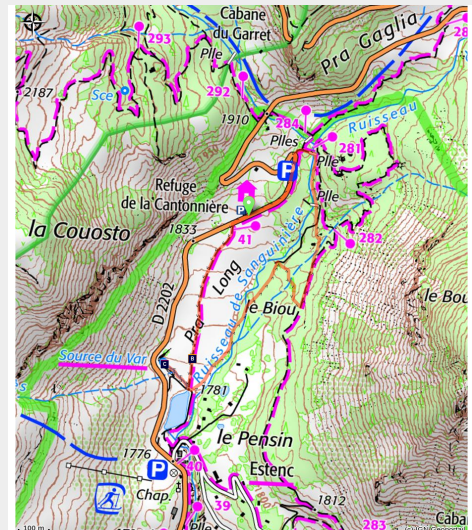 Cabane
du Garret
293
Plle
Pra Gaglia
28
2187
Sce
292
284
Ruisseau
1910
Plles
281
P
Plle
Refuge
de la Cantonnière
P
Plle
la Couosto
1833
41
282
D 2202
Pra Long
Ruisseau de Sanguinière
le Bou
le Biou
Source du Var
B
C
s
1781
le Pensin
1776
40
P
Estenc
Chap.
39
1812
Plle
283
Caba
100 m